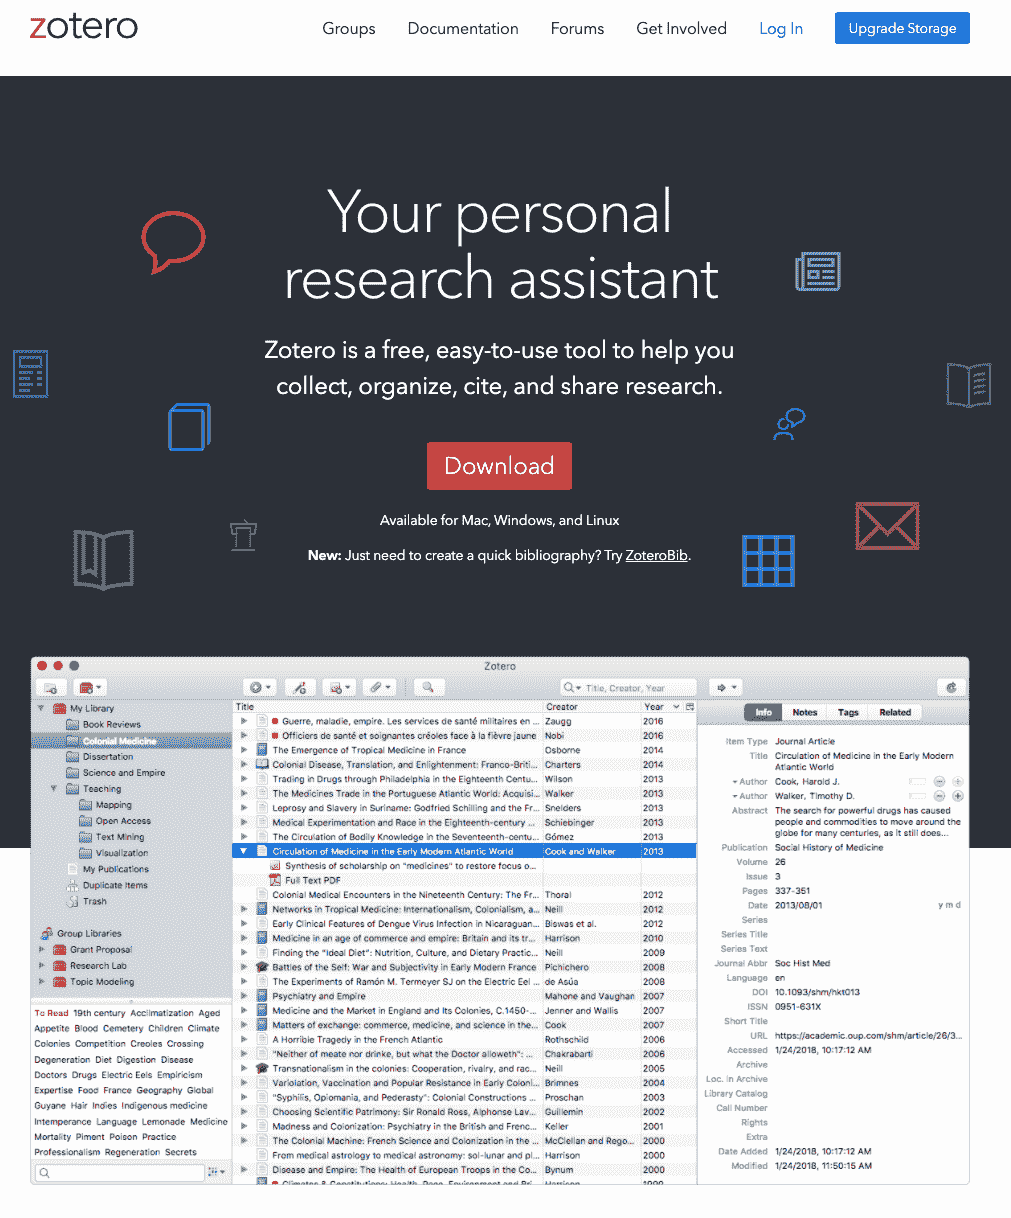 zotero
Groups
Documentation
Forums
Get Involved
Log In
Upgrade Storage
Your personal
research assistant
Zotero is a free, easy-to-use tool to help you
collect, organize, cite, and share research.
Download
Available for Mac, Windows, and Linux
New: Just need to create a quick bibliography? Try ZoteroBib.
Zotero
Title, Creator, Year
My Library
Book Reviews
Colonial Medicine
Dissertation
Science and Empire
Teaching
Mapping
Open Access
Text Mining
Visualization
My Publications
Duplicate Items
Trash
Group Libraries
Grant Proposal
Research Lab
Topic Modeling
To Read 19th century Acclimatization Aged
Appetite Blood Cemetery Children Climate
Colonies Competition Creoles Crossing
Degeneration Diet Digestion Disease
Doctors Drugs Electric Eels Empiricism
Expertise Food France Geography Global
Guyane Hair Indies Indigenous medicine
Intemperance Language Lemonade Medicine
Mortality Piment Poison Practice
Professionalism Regeneration Secrets
Title Creator Year
Guerre, maladie, empire. Les services de santé militaires en ... Zaugg 2016
Officiers de santé et soignantes créoles face à la fièvre jaune Nobi 2016
The Emergence of Tropical Medicine in France Osborne 2014
Colonial Disease, Translation, and Enlightenment: Franco-Briti... Charters 2014
Trading in Drugs through Philadelphia in the Eighteenth Centu... Wilson 2013
The Medicines Trade in the Portuguese Atlantic World: Acquisi... Walker 2013
Leprosy and Slavery in Suriname: Godfried Schilling and the Fr... Snelders 2013
Medical Experimentation and Race in the Eighteenth-century ... Schiebinger 2013
The Circulation of Bodily Knowledge in the Seventeenth-centu... Gómez 2013
Circulation of Medicine in the Early Modern Atlantic World Cook and Walker 2013
Synthesis of scholarship on "medicines" to restore focus o...
Full Text PDF
Colonial Medical Encounters in the Nineteenth Century: The Fr... Thoral 2012
Networks in Tropical Medicine: Internationalism, Colonialism, a... Neill 2012
Early Clinical Features of Dengue Virus Infection in Nicaraguan... Biswas et al. 2012
Medicine in an age of commerce and empire: Britain and its tr... Harrison 2010
Finding the "Ideal Diet": Nutrition, Culture, and Dietary Practic... Neill 2009
Battles of the Self: War and Subjectivity in Early Modern France Pichichero 2008
The Experiments of Ramón M. Termeyer SJ on the Electric Eel ... de Asúa 2008
Psychiatry and Empire Mahone and Vaughan 2007
Medicine and the Market in England and Its Colonies, C.1450-... Jenner and Wallis 2007
Matters of exchange: commerce, medicine, and science in the... Cook 2007
A Horrible Tragedy in the French Atlantic Rothschild 2006
"Neither of meate nor drinke, but what the Doctor alloweth": ... Chakrabarti 2006
Transnationalism in the colonies: Cooperation, rivalry, and rac... Neill 2005
Variolation, Vaccination and Popular Resistance in Early Coloni... Brimnes 2004
"Syphilis, Opiomania, and Pederasty": Colonial Constructions ... Proschan 2003
Choosing Scientific Patrimony: Sir Ronald Ross, Alphonse Lav... Guillemin 2002
Madness and Colonization: Psychiatry in the British and Frenc... Keller 2001
The Colonial Machine: French Science and Colonization in the ... McClellan and Rego... 2000
From medical astrology to medical astronomy: sol-lunar and pl... Harrison 2000
Disease and Empire: The Health of European Troops in the Co... Bynum 2000
Climates & Constitutions: Health, Race, Environment and Bri... Harrison 1999
Info Notes Tags Related
Item Type Journal Article
Title Circulation of Medicine in the Early Modern
Atlantic World
Author Cook, Harold J.
Author Walker, Timothy D.
Abstract The search for powerful drugs has caused
people and commodities to move around the
globe for many centuries, as it still does...
Publication Social History of Medicine
Volume 26
Issue 3
Pages 337-351
Date 2013/08/01 y m d
Series
Series Title
Series Text
Journal Abbr Soc Hist Med
Language en
DOI 10.1093/shm/hkt013
ISSN 0951-631X
Short Title
URL https://academic.oup.com/shm/article/26/3...
Accessed 1/24/2018, 10:17:12 AM
Archive
Loc. in Archive
Library Catalog
Call Number
Rights
Extra
Date Added 1/24/2018, 10:17:12 AM
Modified 1/24/2018, 11:50:15 AM